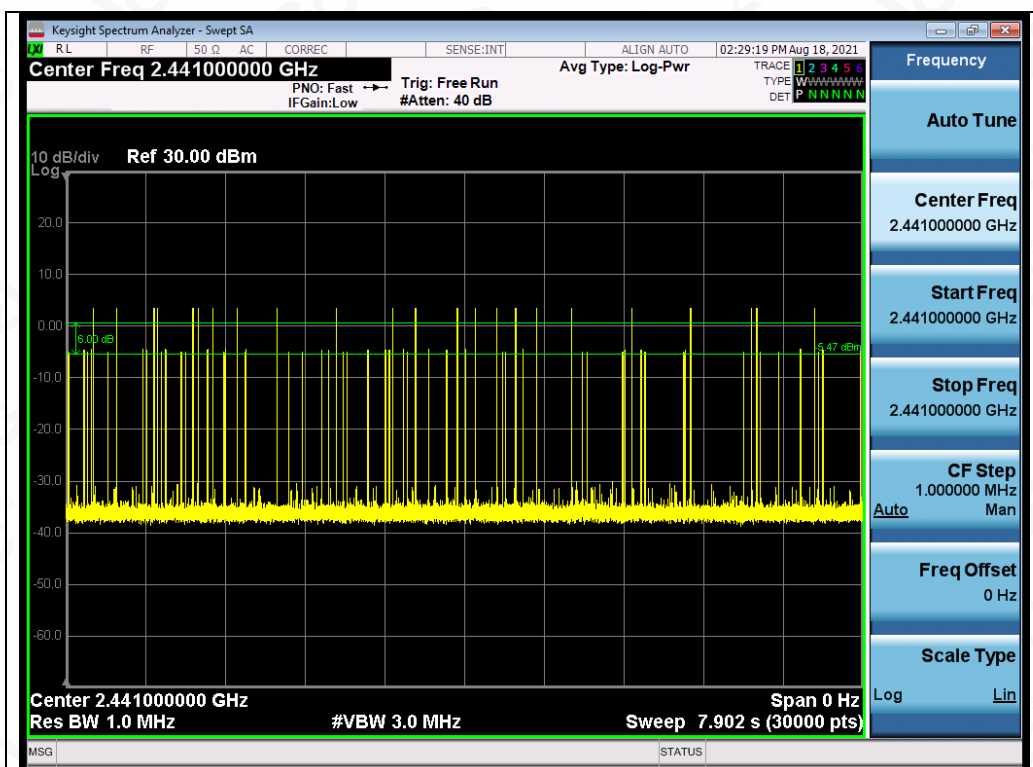 Keysight Spectrum Analyzer - Swept SA
LXI RL RF 50 Ω AC CORREC SENSE:INT ALIGN AUTO 02:29:19 PM Aug 18, 2021
Center Freq 2.441000000 GHz
PNO: Fast
IFGain:Low
Trig: Free Run
#Atten: 40 dB
Avg Type: Log-Pwr
TRACE 1 2 3 4 5 6
TYPE WWWWWW
DET P N N N N N
10 dB/div Ref 30.00 dBm
Log
20.0
10.0
0.00
6.00 dB
-5.47 dBm
-10.0
-20.0
-30.0
-40.0
-50.0
-60.0
Center 2.441000000 GHz Span 0 Hz
Res BW 1.0 MHz #VBW 3.0 MHz Sweep 7.902 s (30000 pts)
MSG STATUS
Frequency
Auto Tune
Center Freq
2.441000000 GHz
Start Freq
2.441000000 GHz
Stop Freq
2.441000000 GHz
CF Step
1.000000 MHz
Auto Man
Freq Offset
0 Hz
Scale Type
Log Lin